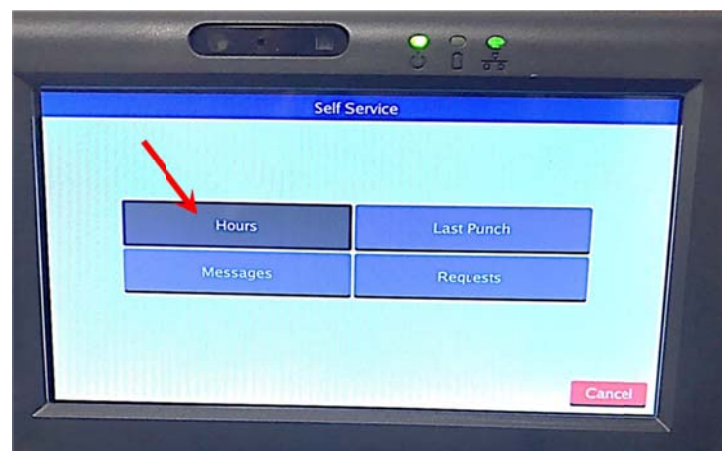 Self Service
Hours
Last Punch
Messages
Requests
Cancel